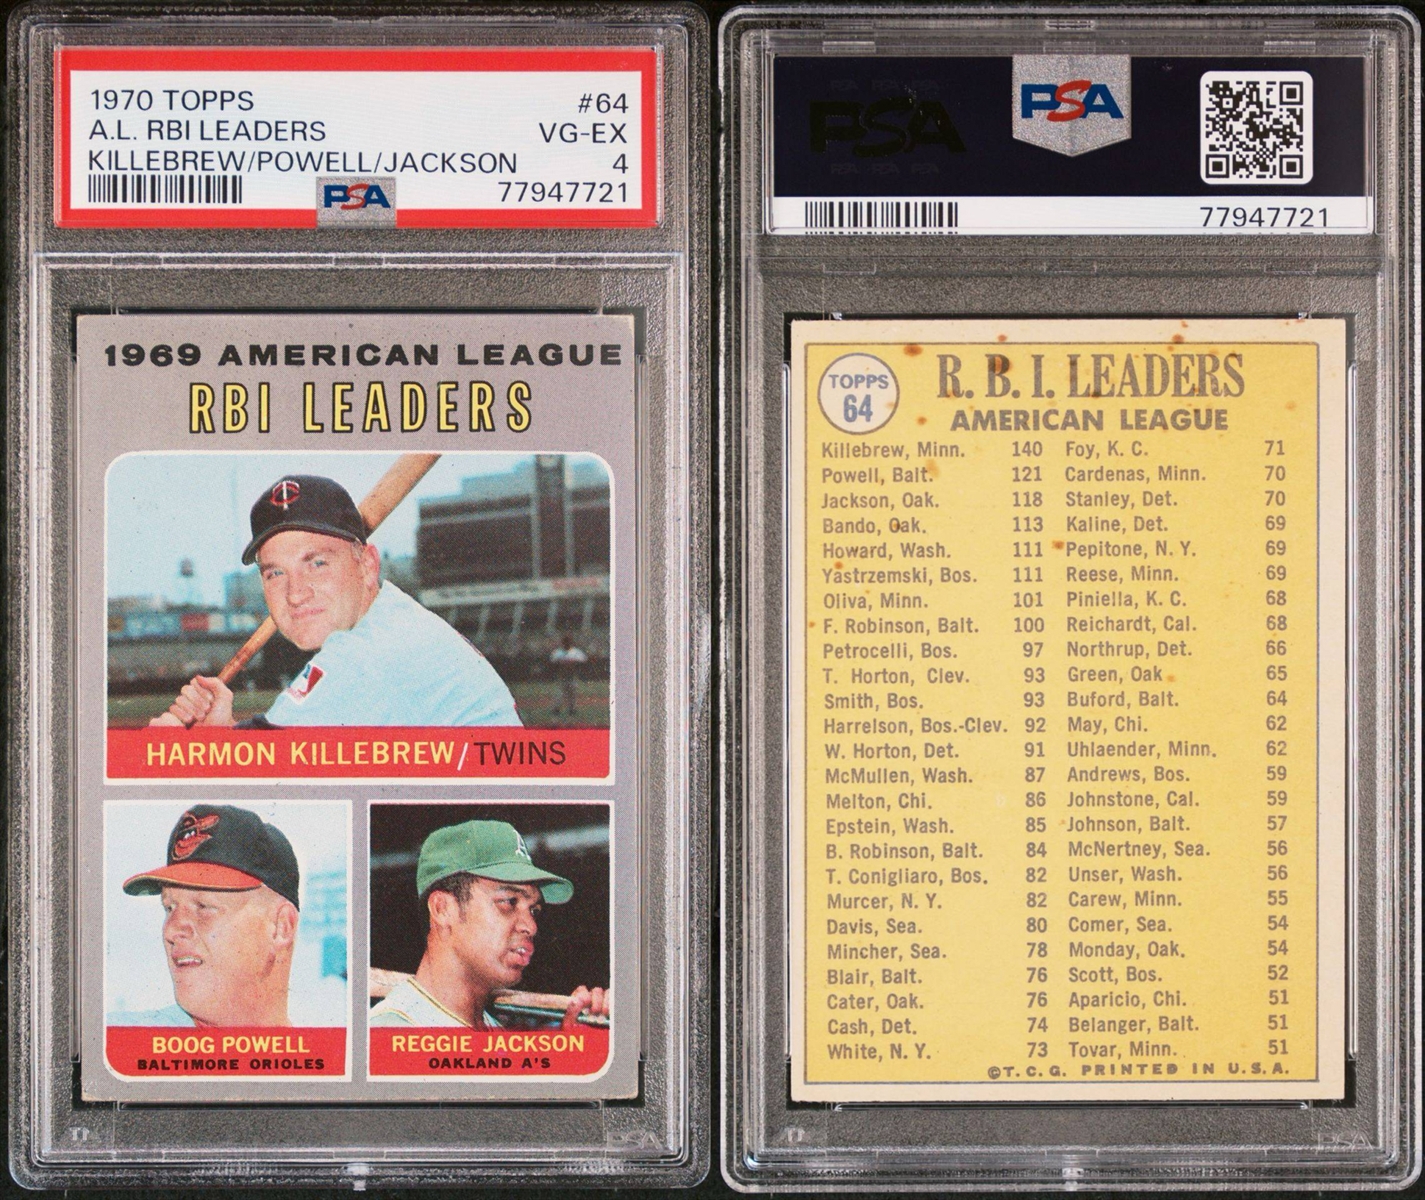 1970 TOPPS #64
A.L. RBI LEADERS VG-EX
KILLEBREW/POWELL/JACKSON 4
PSA 77947721
1969 AMERICAN LEAGUE
RBI LEADERS
HARMON KILLEBREW/TWINS
BOOG POWELL
BALTIMORE ORIOLES
REGGIE JACKSON
OAKLAND A'S
PSA
PSA
PSA
77947721
TOPPS
64
R. B. I. LEADERS
AMERICAN LEAGUE
Killebrew, Minn. 140 Foy, K. C. 71
Powell, Balt. 121 Cardenas, Minn. 70
Jackson, Oak. 118 Stanley, Det. 70
Bando, Oak. 113 Kaline, Det. 69
Howard, Wash. 111 Pepitone, N. Y. 69
Yastrzemski, Bos. 111 Reese, Minn. 69
Oliva, Minn. 101 Piniella, K. C. 68
F. Robinson, Balt. 100 Reichardt, Cal. 68
Petrocelli, Bos. 97 Northrup, Det. 66
T. Horton, Clev. 93 Green, Oak 65
Smith, Bos. 93 Buford, Balt. 64
Harrelson, Bos.-Clev. 92 May, Chi. 62
W. Horton, Det. 91 Uhlaender, Minn. 62
McMullen, Wash. 87 Andrews, Bos. 59
Melton, Chi. 86 Johnstone, Cal. 59
Epstein, Wash. 85 Johnson, Balt. 57
B. Robinson, Balt. 84 McNertney, Sea. 56
T. Conigliaro, Bos. 82 Unser, Wash. 56
Murcer, N. Y. 82 Carew, Minn. 55
Davis, Sea. 80 Comer, Sea. 54
Mincher, Sea. 78 Monday, Oak. 54
Blair, Balt. 76 Scott, Bos. 52
Cater, Oak. 76 Aparicio, Chi. 51
Cash, Det. 74 Belanger, Balt. 51
White, N. Y. 73 Tovar, Minn. 51
©T. C. G. PRINTED IN U.S.A.
PSA